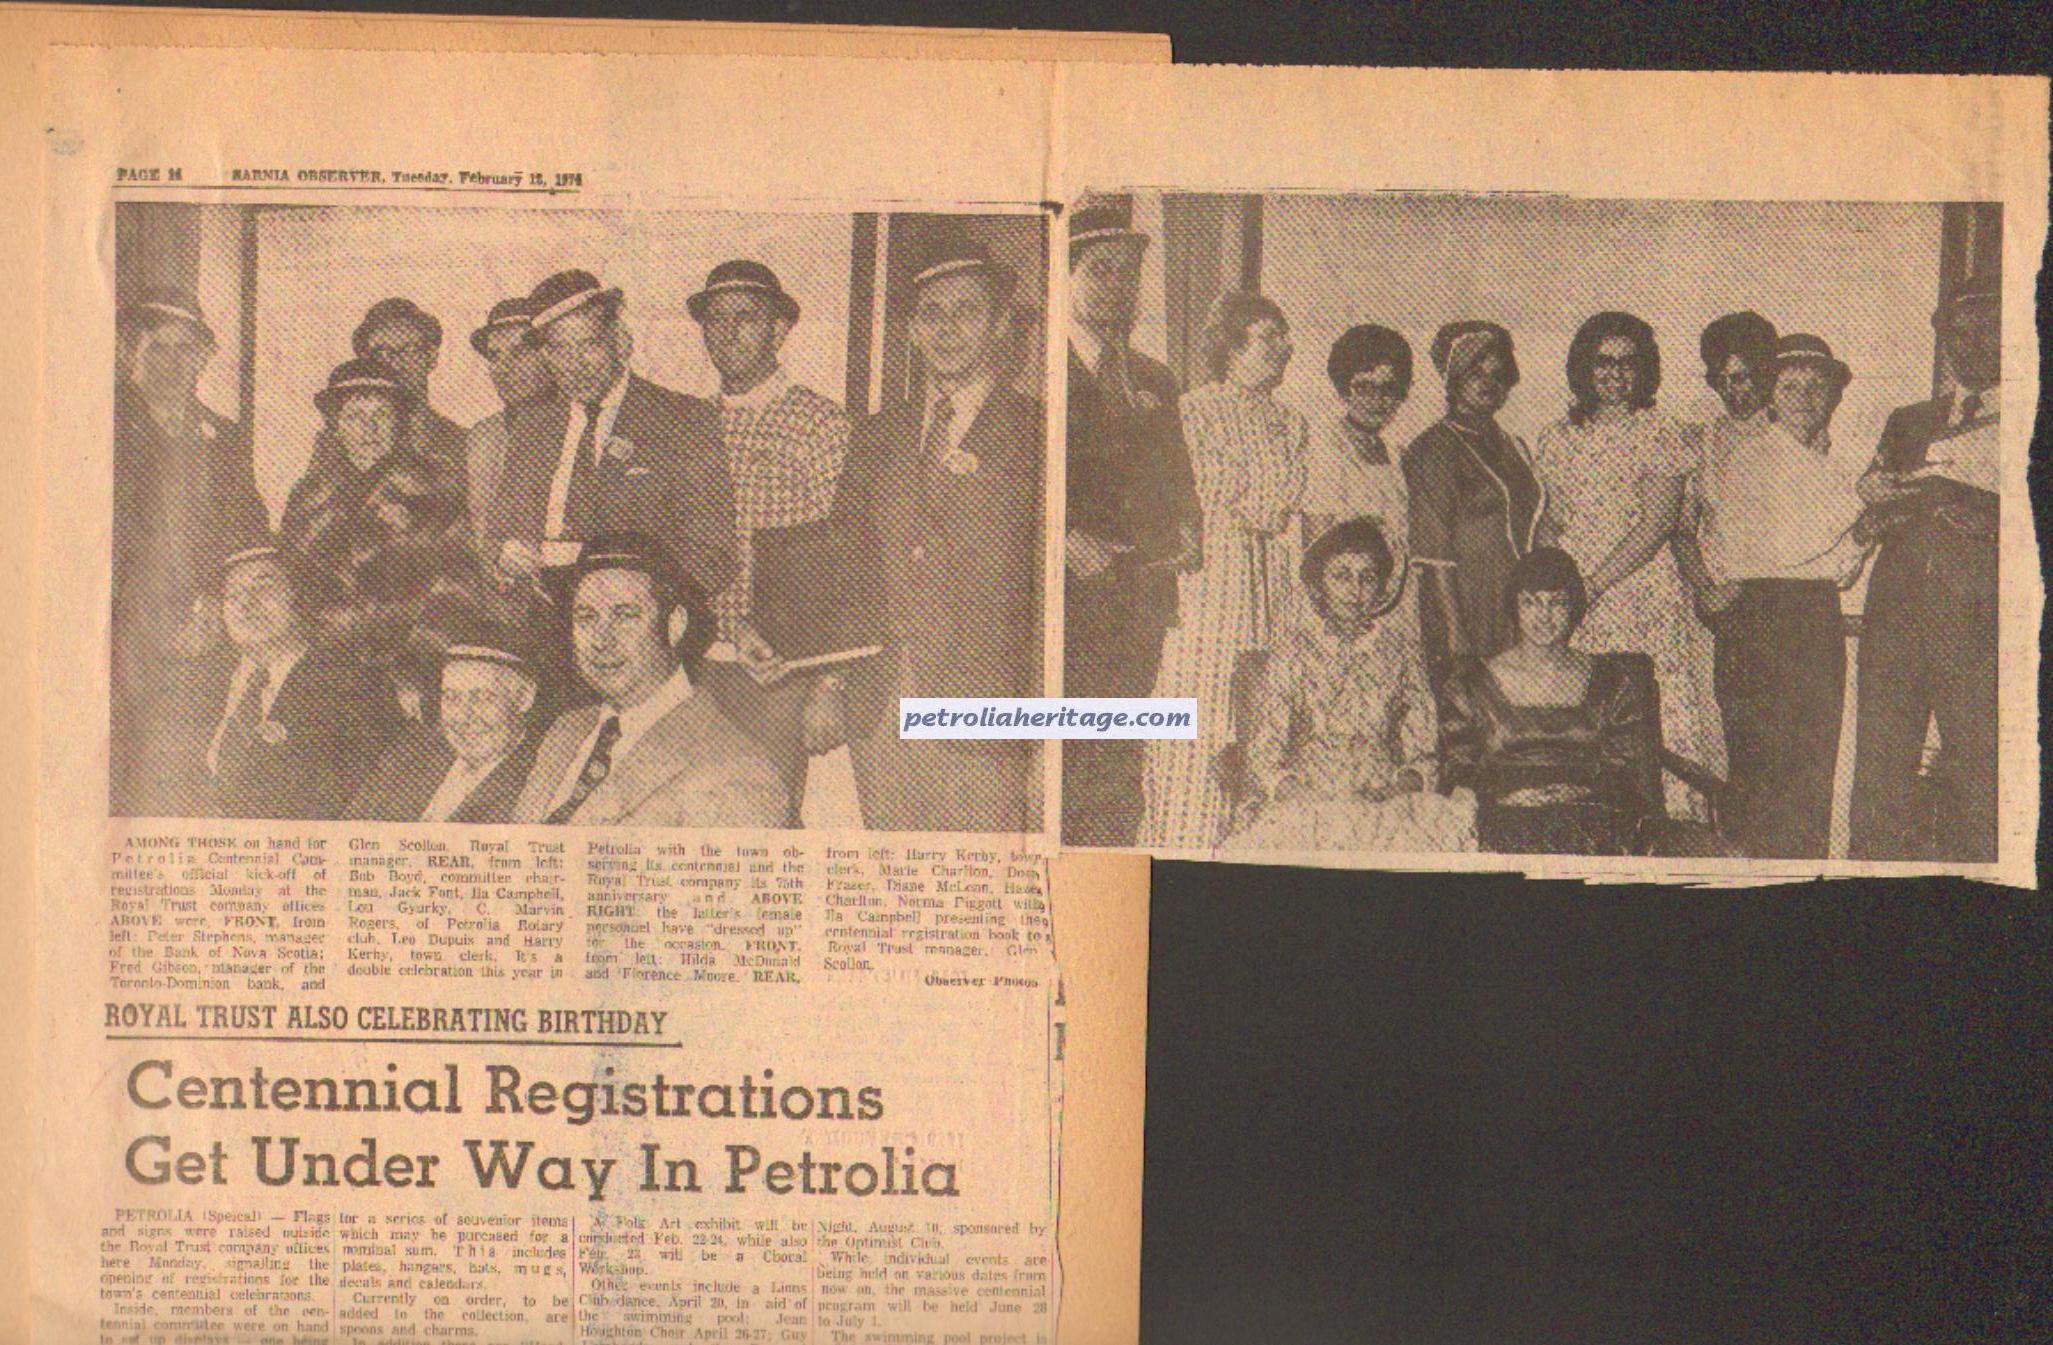 PAGE 14 SARNIA OBSERVER, Tuesday, February 12, 1974
petroliaheritage.com
AMONG THOSE on hand for
Petrolia Centennial Com-
mittee's official kick-off of
registrations Monday at the
Royal Trust company offices
ABOVE were, FRONT, from
left: Peter Stephens, manager
of the Bank of Nova Scotia;
Fred Gibson, manager of the
Toronto-Dominion bank, and
Glen Scollon, Royal Trust
manager, REAR, from left:
Bob Boyd, committee chair-
man, Jack Font, Ila Campbell,
Lou Gyurky, C. Marvin
Rogers, of Petrolia Rotary
club, Leo Dupuis and Harry
Kerby, town clerk. It's a
double celebration this year in
Petrolia with the town ob-
serving its centennial and the
Royal Trust company its 75th
anniversary and ABOVE
RIGHT the latter's female
personnel have "dressed up"
for the occasion. FRONT,
from left: Hilda McDonald
and Florence Moore. REAR,
from left: Harry Kerby, town
clerk, Marie Charlton,
Frazer, Diane McLean, Hazel
Charlton, Norma Piggott with
Ila Campbell presenting the
centennial registration book to
Royal Trust manager, Glen
Scollon.
Observer Photos
ROYAL TRUST ALSO CELEBRATING BIRTHDAY
Centennial Registrations
Get Under Way In Petrolia
PETROLIA (Speical) — Flags
and signs were raised outside
the Royal Trust company offices
here Monday, signalling the
opening of registrations for the
town's centennial celebrations.
Inside, members of the cen-
tennial committee were on hand
to set up displays — one being
for a series of souvenior items
which may be purcased for a
nominal sum. This includes
plates, hangers, hats, mugs,
decals and calendars.
Currently on order, to be
added to the collection, are
spoons and charms.
In addition there are
A Folk Art exhibit will be
conducted Feb. 22-24, while also
Feb. 23 will be a Choral
Workshop.
Other events include a Lions
Club dance, April 20, in aid of
the swimming pool; Jean
Houghton Choir April 26-27; Guy
Night, August 10, sponsored by
the Optimist Club.
While individual events are
being held on various dates from
now on, the massive centennial
program will be held June 28
to July 1.
The swimming pool project is